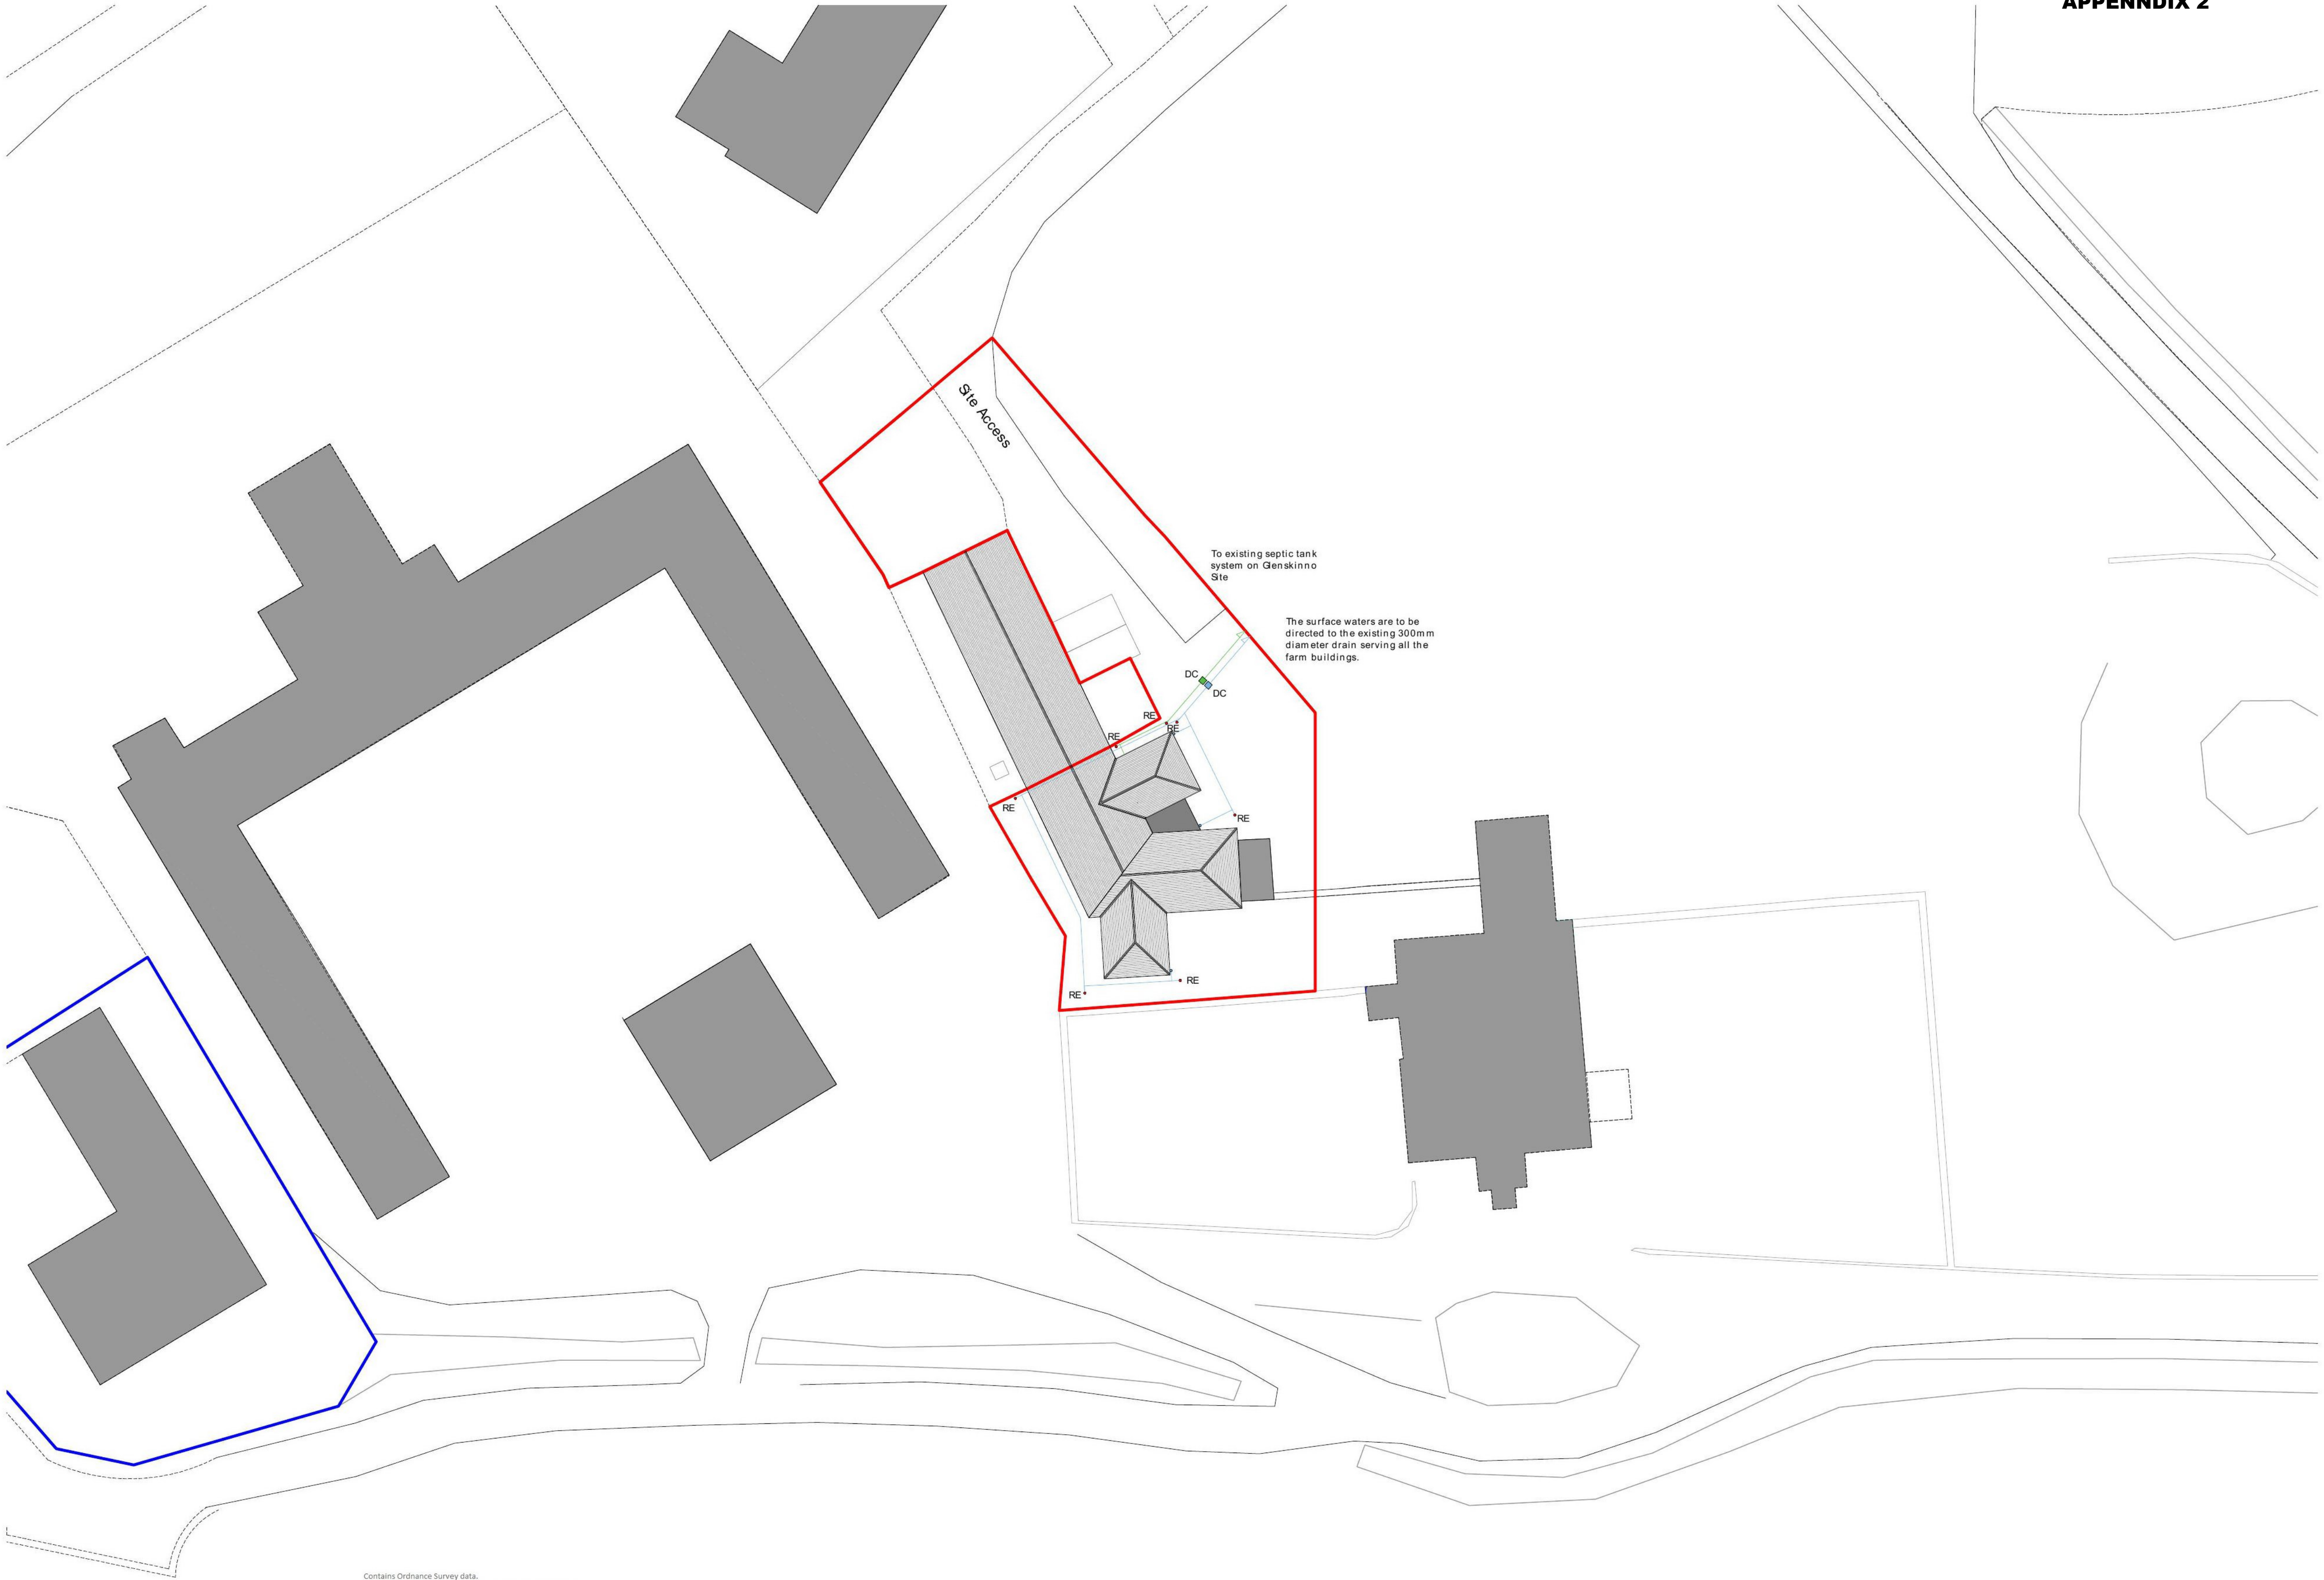 APPENNDIX 2
Site Access
To existing septic tank
system on Glenskinno
Site
The surface waters are to be
directed to the existing 300mm
diameter drain serving all the
farm buildings.
DC
DC
RE
RE
RE
RE
RE
RE
RE
Contains Ordnance Survey data.